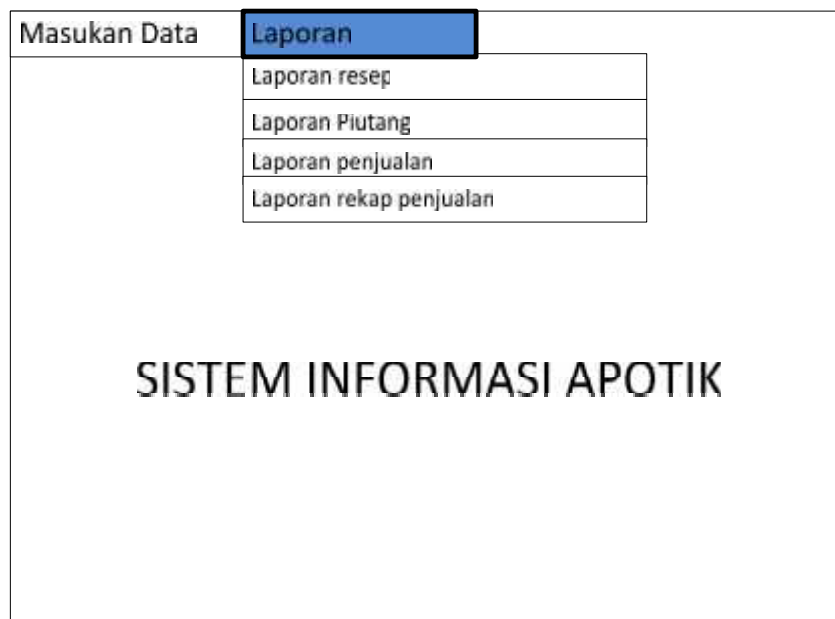 Masukan Data Laporan
Laporan resep
Laporan Piutang
Laporan penjualan
Laporan rekap penjualan
SISTEM INFORMASI APOTIK